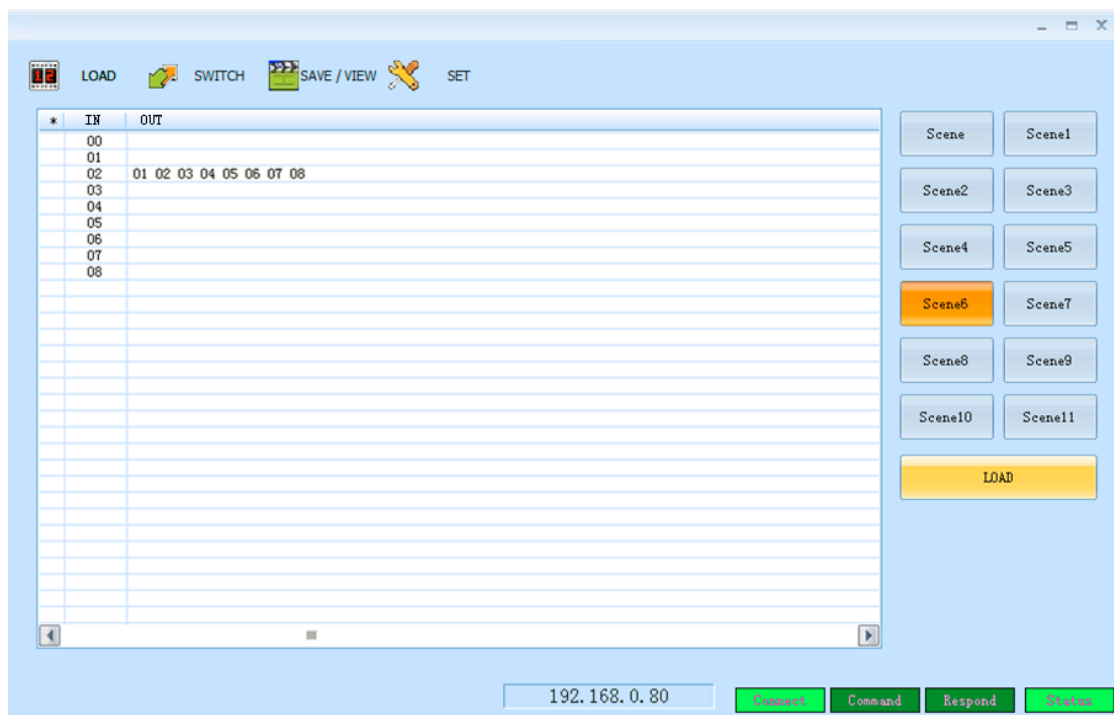 LOAD SWITCH SAVE / VIEW SET
* IN OUT
00
01
02 01 02 03 04 05 06 07 08
03
04
05
06
07
08
Scene Scene1
Scene2 Scene3
Scene4 Scene5
Scene6 Scene7
Scene8 Scene9
Scene10 Scene11
LOAD
192.168.0.80 Connect Command Respond Status